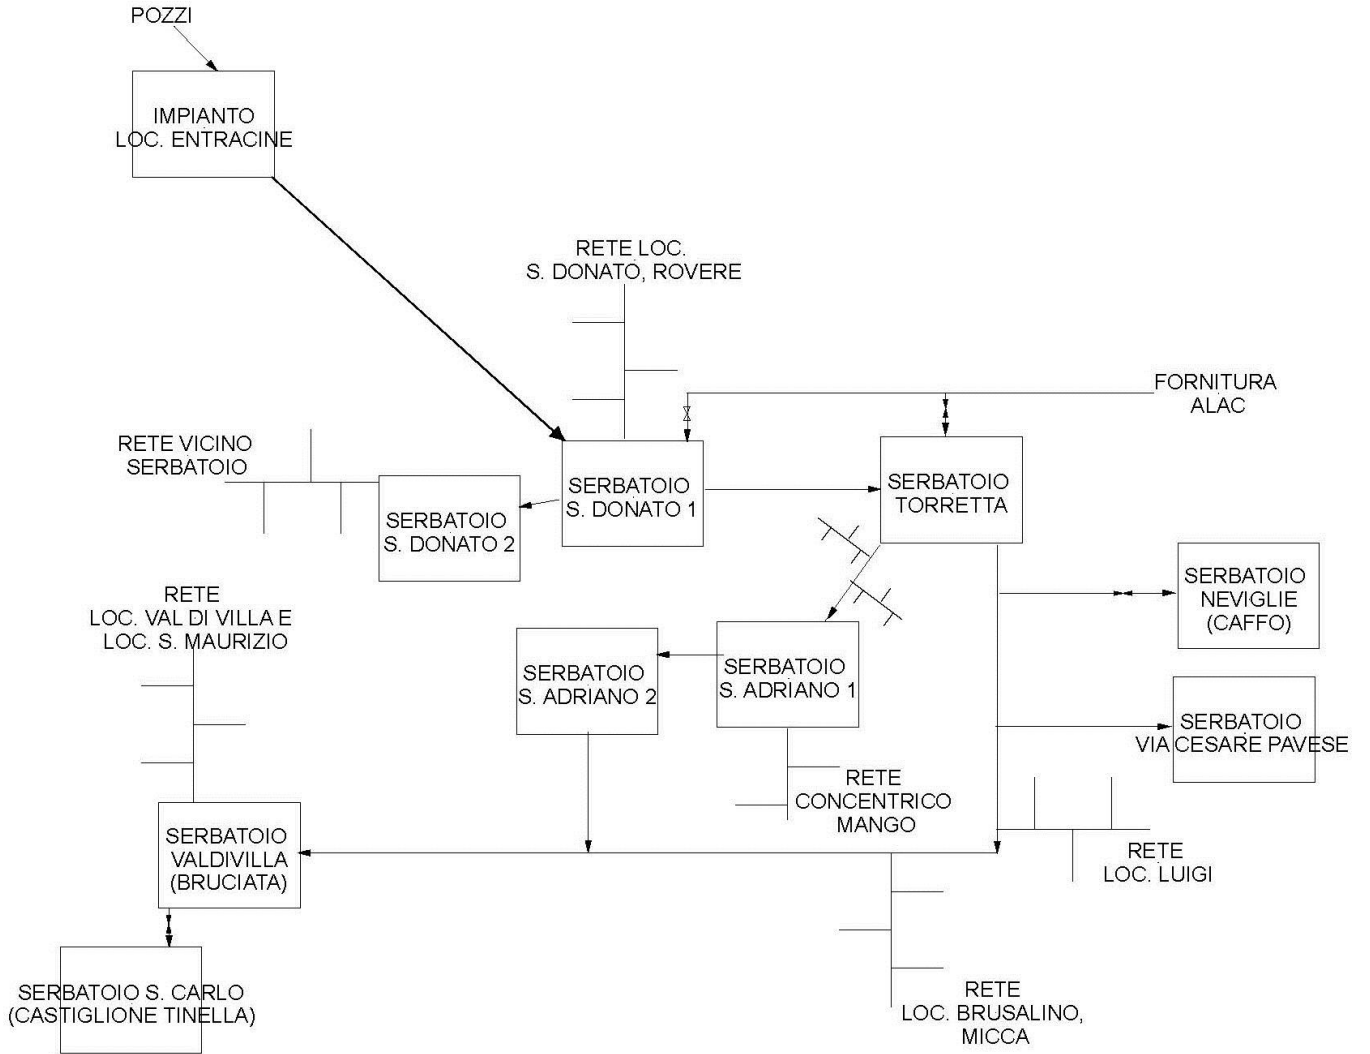 POZZI
IMPIANTO
LOC. ENTRACINE
RETE LOC.
S. DONATO, ROVERE
FORNITURA
ALAC
RETE VICINO
SERBATOIO
SERBATOIO
S. DONATO 1
SERBATOIO
TORRETTA
SERBATOIO
S. DONATO 2
SERBATOIO
NEVIGLIE
(CAFFO)
RETE
LOC. VAL DI VILLA E
LOC. S. MAURIZIO
SERBATOIO
S. ADRIANO 2
SERBATOIO
S. ADRIANO 1
SERBATOIO
VIA CESARE PAVESE
RETE
CONCENTRICO
MANGO
SERBATOIO
VALDIVILLA
(BRUCIATA)
RETE
LOC. LUIGI
SERBATOIO S. CARLO
(CASTIGLIONE TINELLA)
RETE
LOC. BRUSALINO,
MICCA